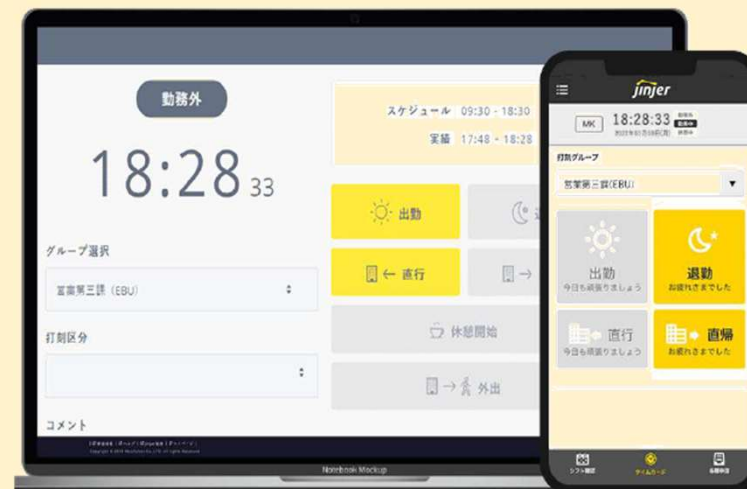 勤務外
18:28 33
グループ選択
営業第三課 (EBU)
打刻区分
コメント
スケジュール 09:30 - 18:30
実績 17:48 - 18:28
出勤
直行
休憩開始
外出
Notebook Mockup
jinjer
MK
18:28:33
打刻グループ
営業第三課(EBU)
出勤
今日も頑張りましょう
退勤
お疲れさまでした
直行
今日も頑張りましょう
直帰
お疲れさまでした
シフト確認
タイムカード